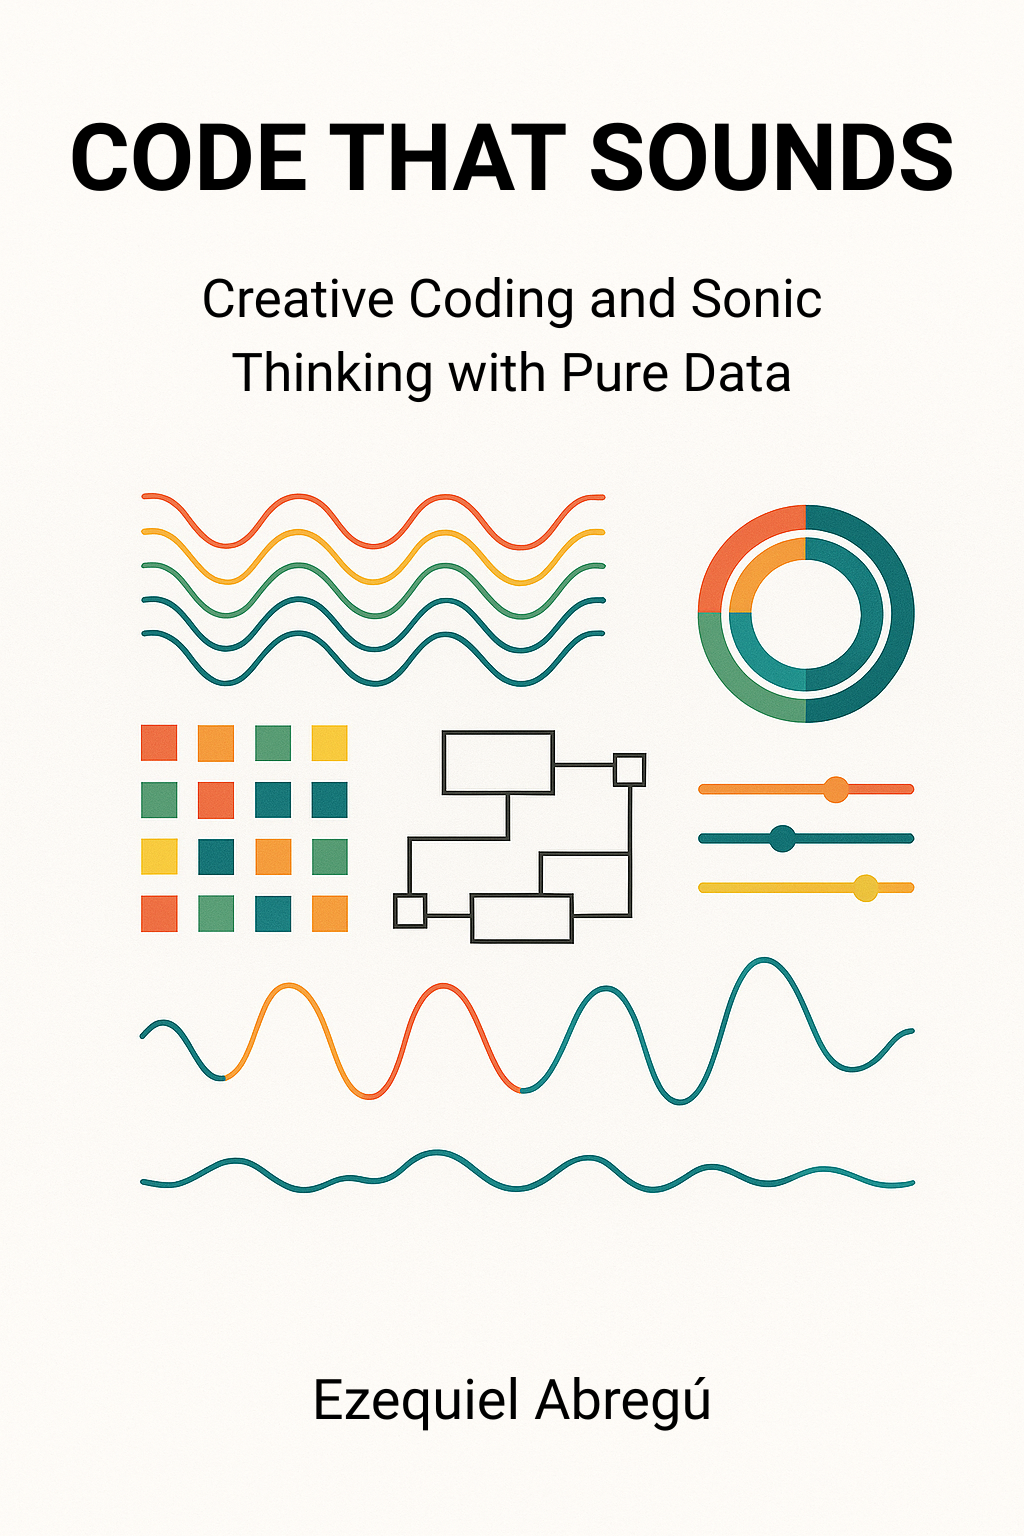 CODE THAT SOUNDS
Creative Coding and Sonic
Thinking with Pure Data
Ezequiel Abregú